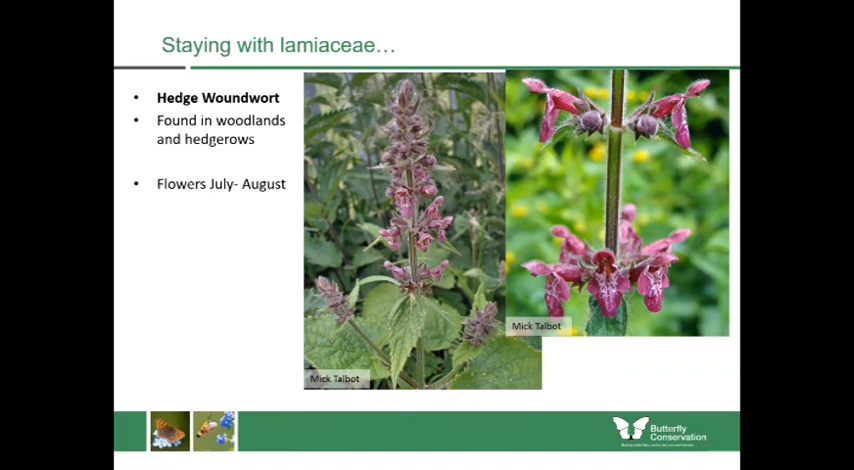 Staying with lamiaceae…
• Hedge Woundwort
• Found in woodlands
and hedgerows
• Flowers July- August
Mick Talbot
Mick Talbot
Butterfly
Conservation